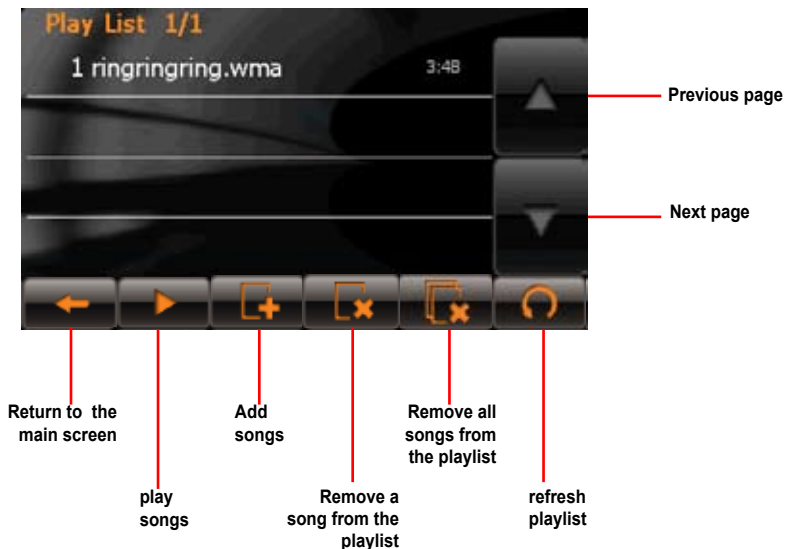 Play List 1/1
1 ringringring.wma 3:48
Previous page
Next page
Return to the
main screen
Add
songs
Remove all
songs from
the playlist
play
songs
Remove a
song from the
playlist
refresh
playlist